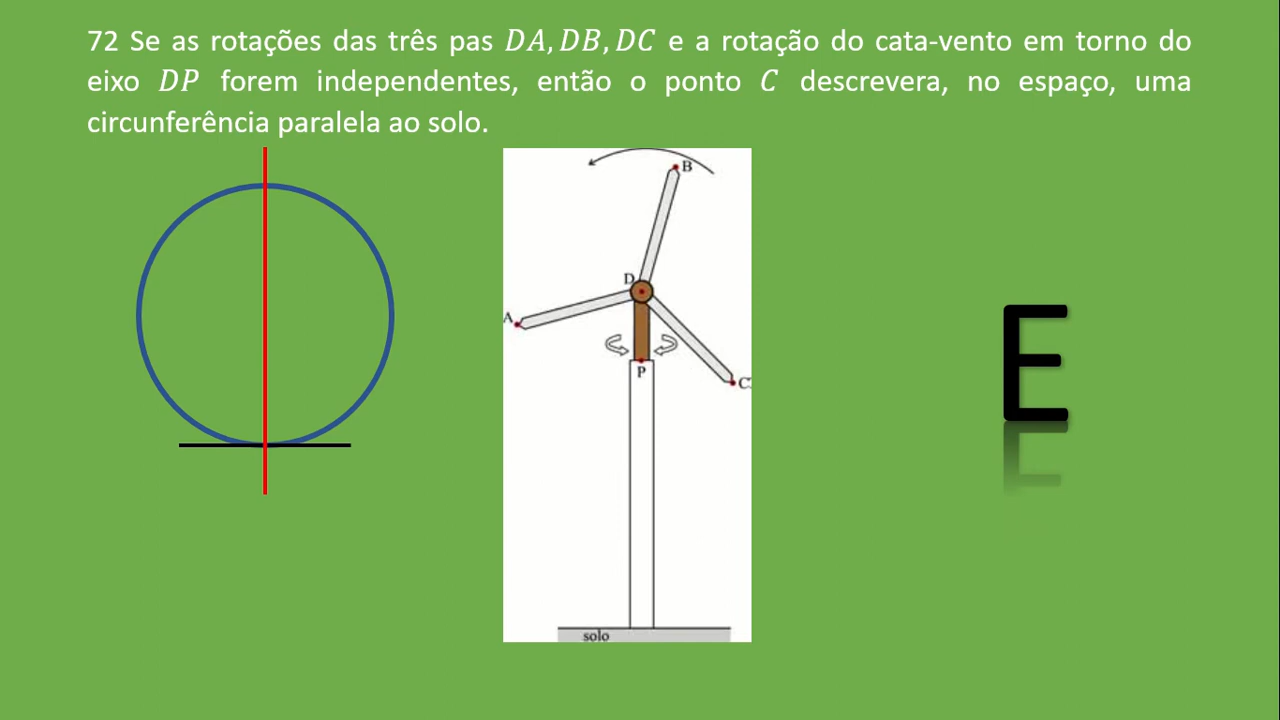 72 Se as rotações das três pas DA, DB, DC e a rotação do cata-vento em torno do
eixo DP forem independentes, então o ponto C descrevera, no espaço, uma
circunferência paralela ao solo.
B
D
A
P
C
E
solo